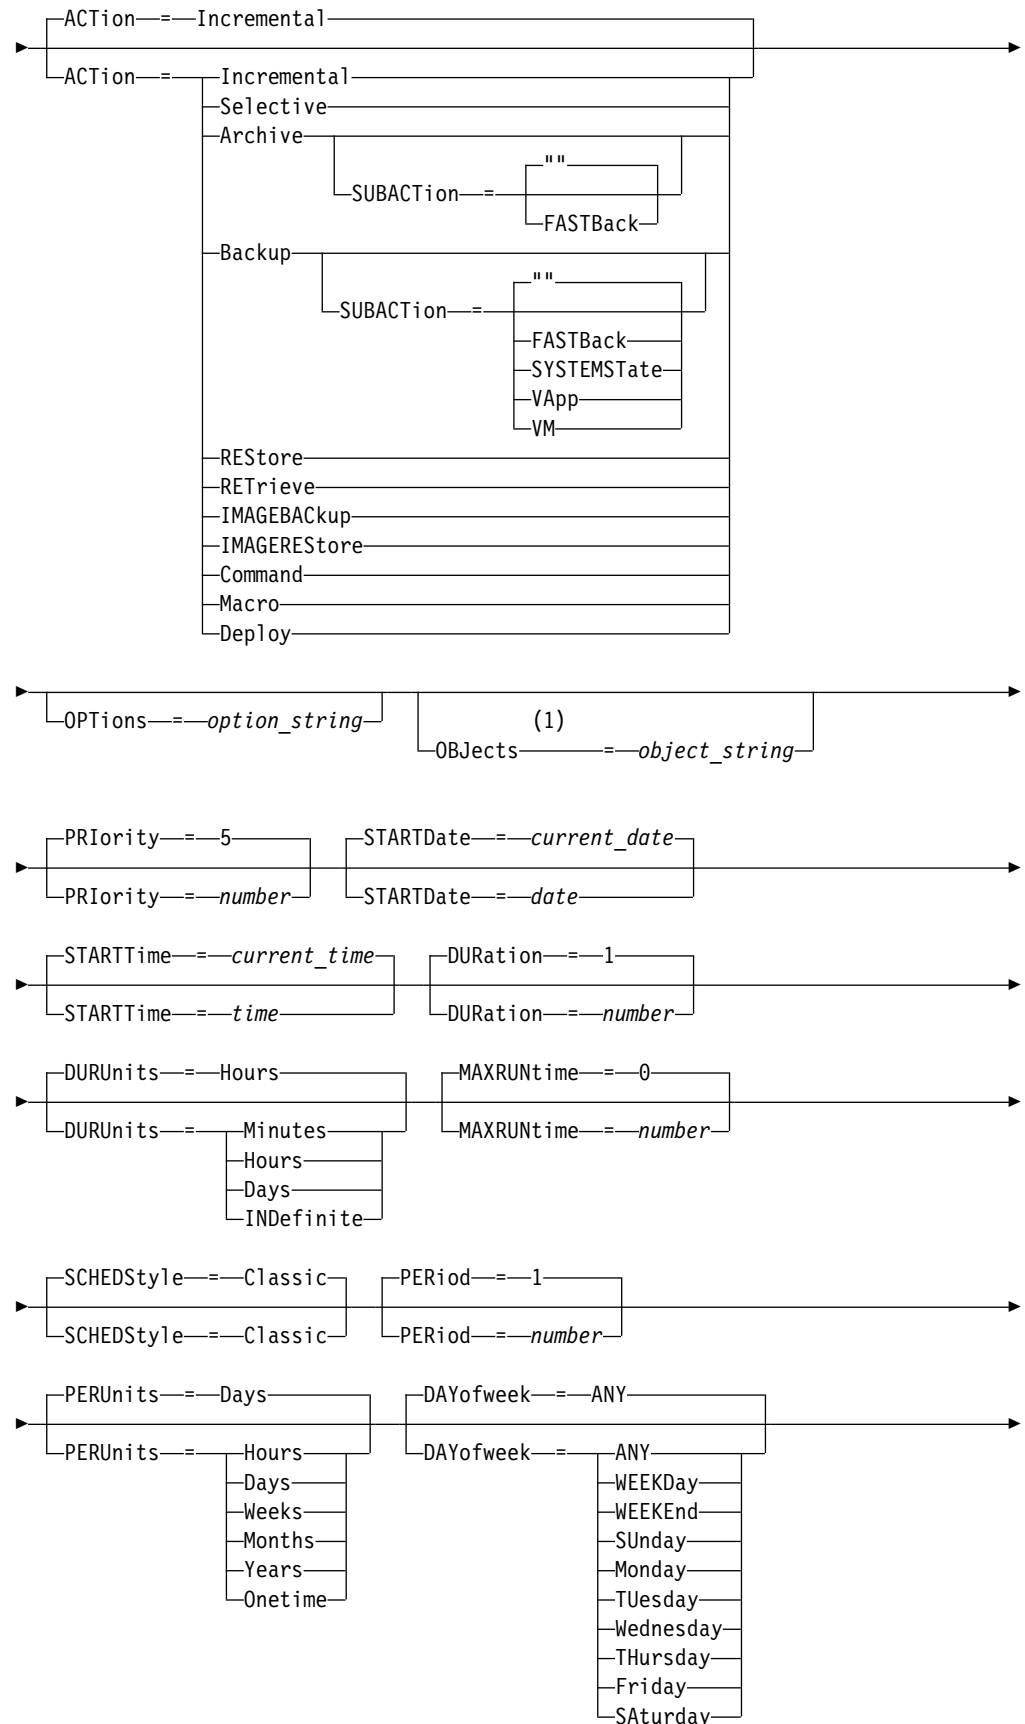 ACTion = Incremental
ACTion = Incremental
Selective
Archive
""
SUBACTion =
FASTBack
Backup
""
SUBACTion =
FASTBack
SYSTEMSTate
VApp
VM
REStore
RETrieve
IMAGEBACkup
IMAGEREStore
Command
Macro
Deploy
OPTions = option_string
(1)
OBJects = object_string
PRIority = 5 STARTDate = current_date
PRIority = number STARTDate = date
STARTTime = current_time DURation = 1
STARTTime = time DURation = number
DURUnits = Hours MAXRUNtime = 0
DURUnits = Minutes MAXRUNtime = number
Hours
Days
INDefinite
SCHEDStyle = Classic PERiod = 1
SCHEDStyle = Classic PERiod = number
PERUnits = Days DAYofweek = ANY
PERUnits = Hours DAYofweek = ANY
Days WEEKDay
Weeks WEEKEnd
Months SUnday
Years Monday
Onetime TUesday
Wednesday
THursday
Friday
SAturday